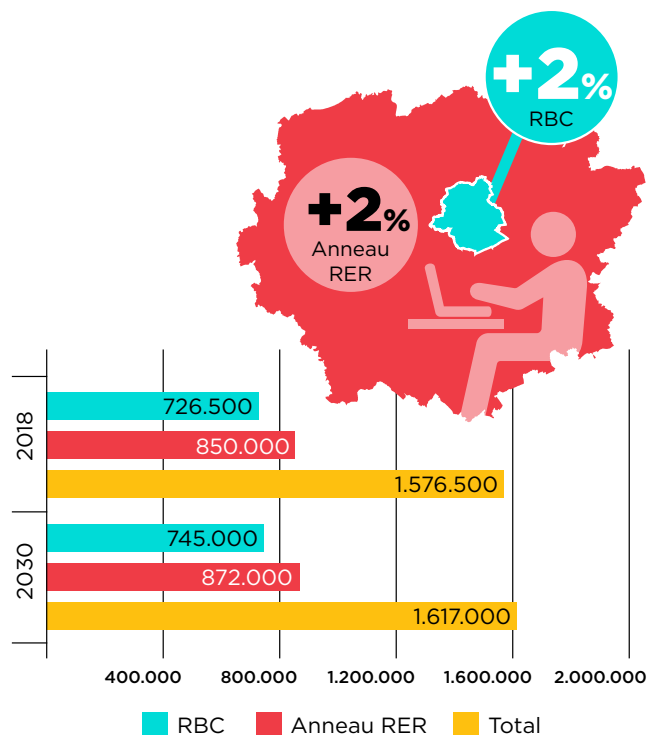 +2%
RBC
+2%
Anneau
RER
2018
726.500
850.000
1.576.500
2030
745.000
872.000
1.617.000
400.000 800.000 1.200.000 1.600.000 2.000.000
RBC Anneau RER Total